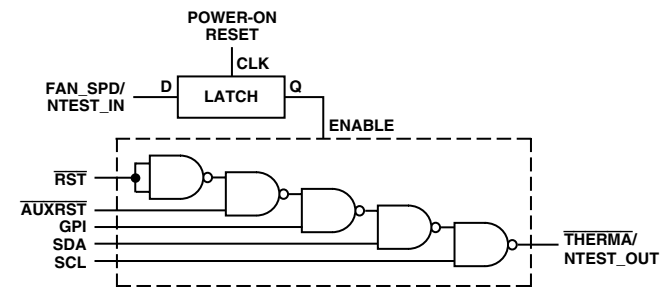 POWER-ON
RESET
CLK
FAN_SPD/
NTEST_IN
D
LATCH
Q
ENABLE
RST
AUXRST
GPI
SDA
SCL
THERMA/
NTEST_OUT